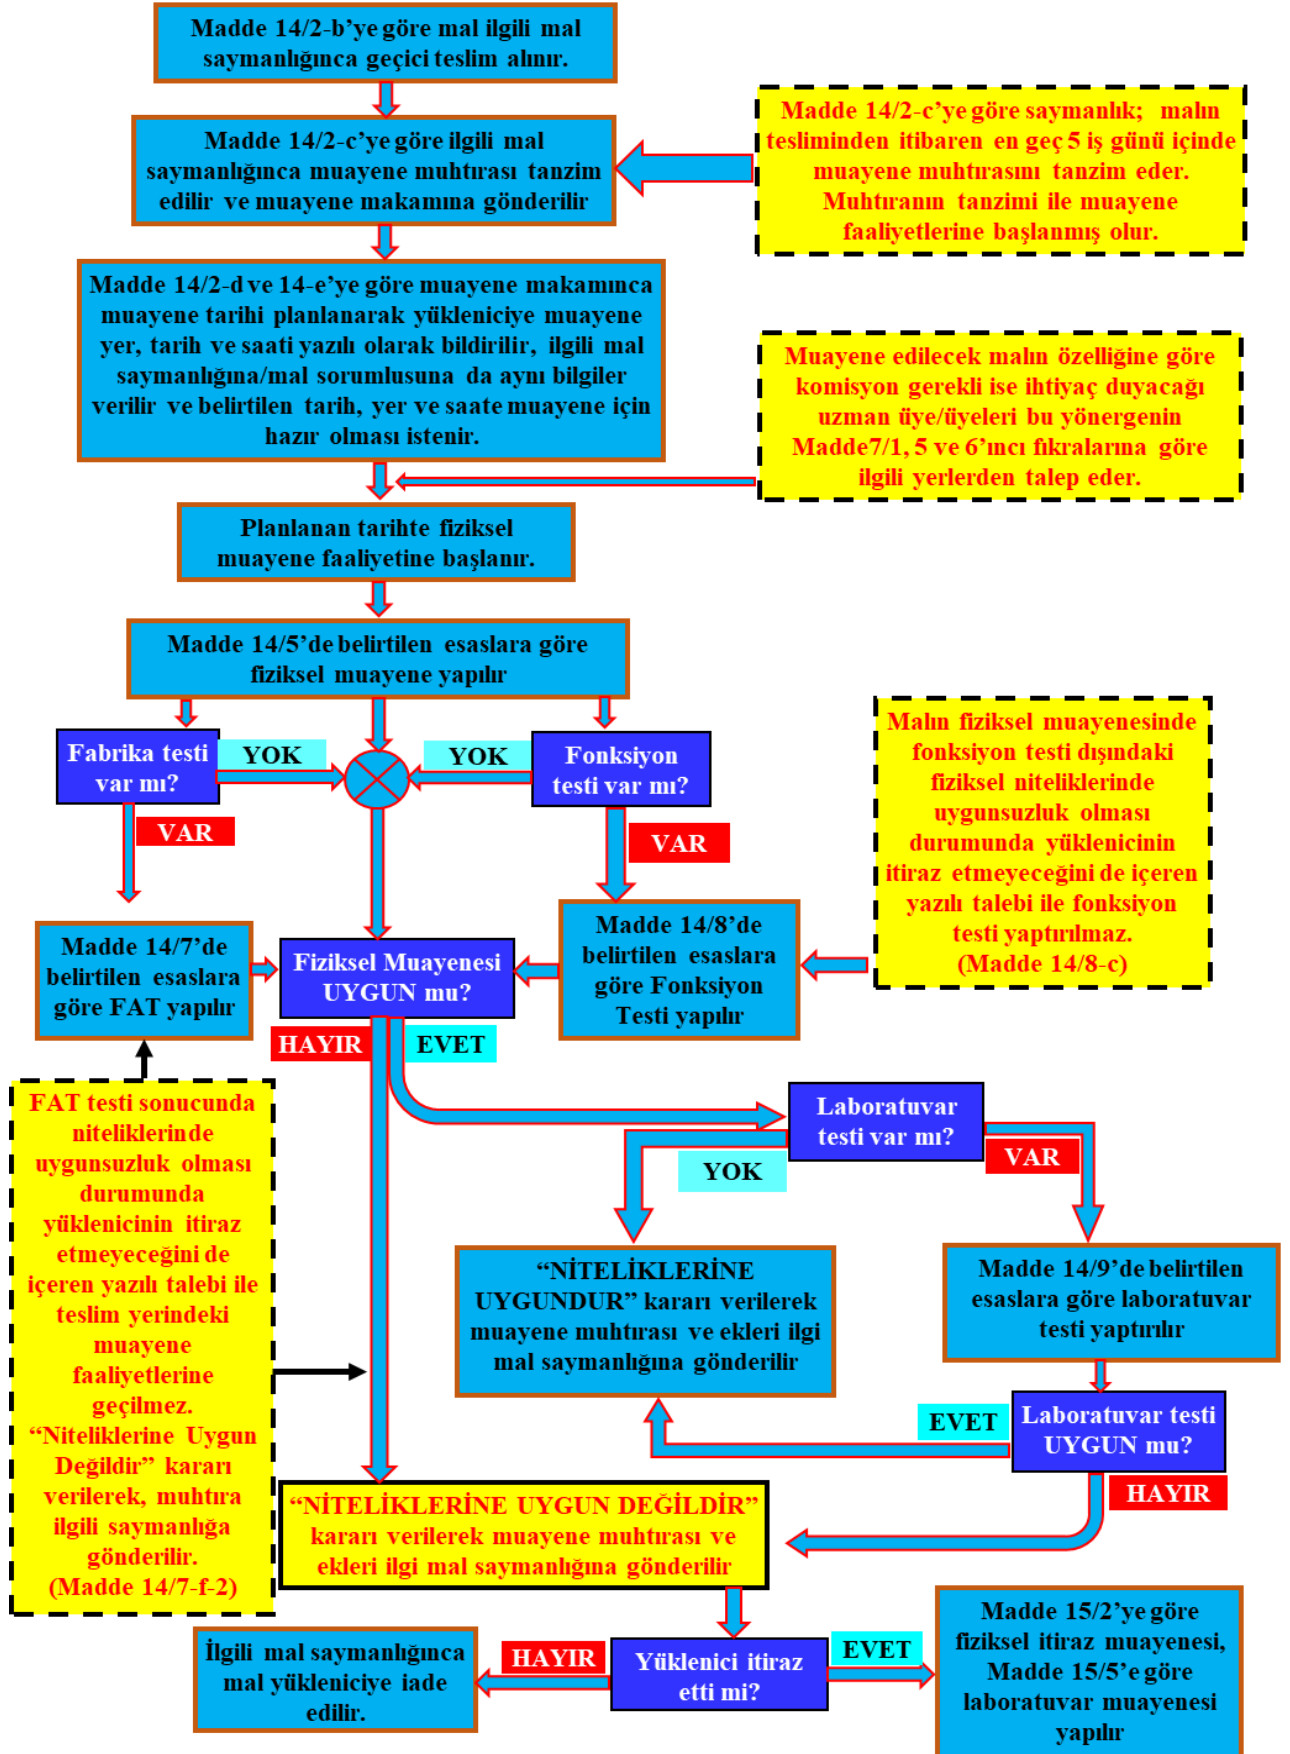 Madde 14/2-b’ye göre mal ilgili mal
saymanlığınca geçici teslim alınır.
Madde 14/2-c’ye göre ilgili mal
saymanlığınca muayene muhtırası tanzim
edilir ve muayene makamına gönderilir
Madde 14/2-c’ye göre saymanlık; malın
tesliminden itibaren en geç 5 iş günü içinde
muayene muhtırasını tanzim eder.
Muhtıranın tanzimi ile muayene
faaliyetlerine başlanmış olur.
Madde 14/2-d ve 14-e’ye göre muayene makamınca
muayene tarihi planlanarak yükleniciye muayene
yer, tarih ve saati yazılı olarak bildirilir, ilgili mal
saymanlığına/mal sorumlusuna da aynı bilgiler
verilir ve belirtilen tarih, yer ve saate muayene için
hazır olması istenir.
Muayene edilecek malın özelliğine göre
komisyon gerekli ise ihtiyaç duyacağı
uzman üye/üyeleri bu yönergenin
Madde7/1, 5 ve 6’ıncı fıkralarına göre
ilgili yerlerden talep eder.
Planlanan tarihte fiziksel
muayene faaliyetine başlanır.
Madde 14/5’de belirtilen esaslara göre
fiziksel muayene yapılır
Fabrika testi
var mı?
YOK
YOK
Fonksiyon
testi var mı?
VAR
VAR
Malın fiziksel muayenesinde
fonksiyon testi dışındaki
fiziksel niteliklerinde
uygunsuzluk olması
durumunda yüklenicinin
itiraz etmeyeceğini de içeren
yazılı talebi ile fonksiyon
testi yaptırılmaz.
(Madde 14/8-c)
Madde 14/7’de
belirtilen esaslara
göre FAT yapılır
Fiziksel Muayenesi
UYGUN mu?
Madde 14/8’de
belirtilen esaslara
göre Fonksiyon
Testi yapılır
HAYIR
EVET
FAT testi sonucunda
niteliklerinde
uygunsuzluk olması
durumunda
yüklenicinin itiraz
etmeyeceğini de
içeren yazılı talebi ile
teslim yerindeki
muayene
faaliyetlerine
geçilmez.
“Niteliklerine Uygun
Değildir” kararı
verilerek, muhtıra
ilgili saymanlığa
gönderilir.
(Madde 14/7-f-2)
Laboratuvar
testi var mı?
YOK
VAR
“NİTELİKLERİNE
UYGUNDUR” kararı verilerek
muayene muhtırası ve ekleri ilgi
mal saymanlığına gönderilir
Madde 14/9’de belirtilen
esaslara göre laboratuvar
testi yaptırılır
EVET
Laboratuvar testi
UYGUN mu?
HAYIR
“NİTELİKLERİNE UYGUN DEĞİLDİR”
kararı verilerek muayene muhtırası ve
ekleri ilgi mal saymanlığına gönderilir
İlgili mal saymanlığınca
mal yükleniciye iade
edilir.
HAYIR
Yüklenici itiraz
etti mi?
EVET
Madde 15/2’ye göre
fiziksel itiraz muayenesi,
Madde 15/5’e göre
laboratuvar muayenesi
yapılır